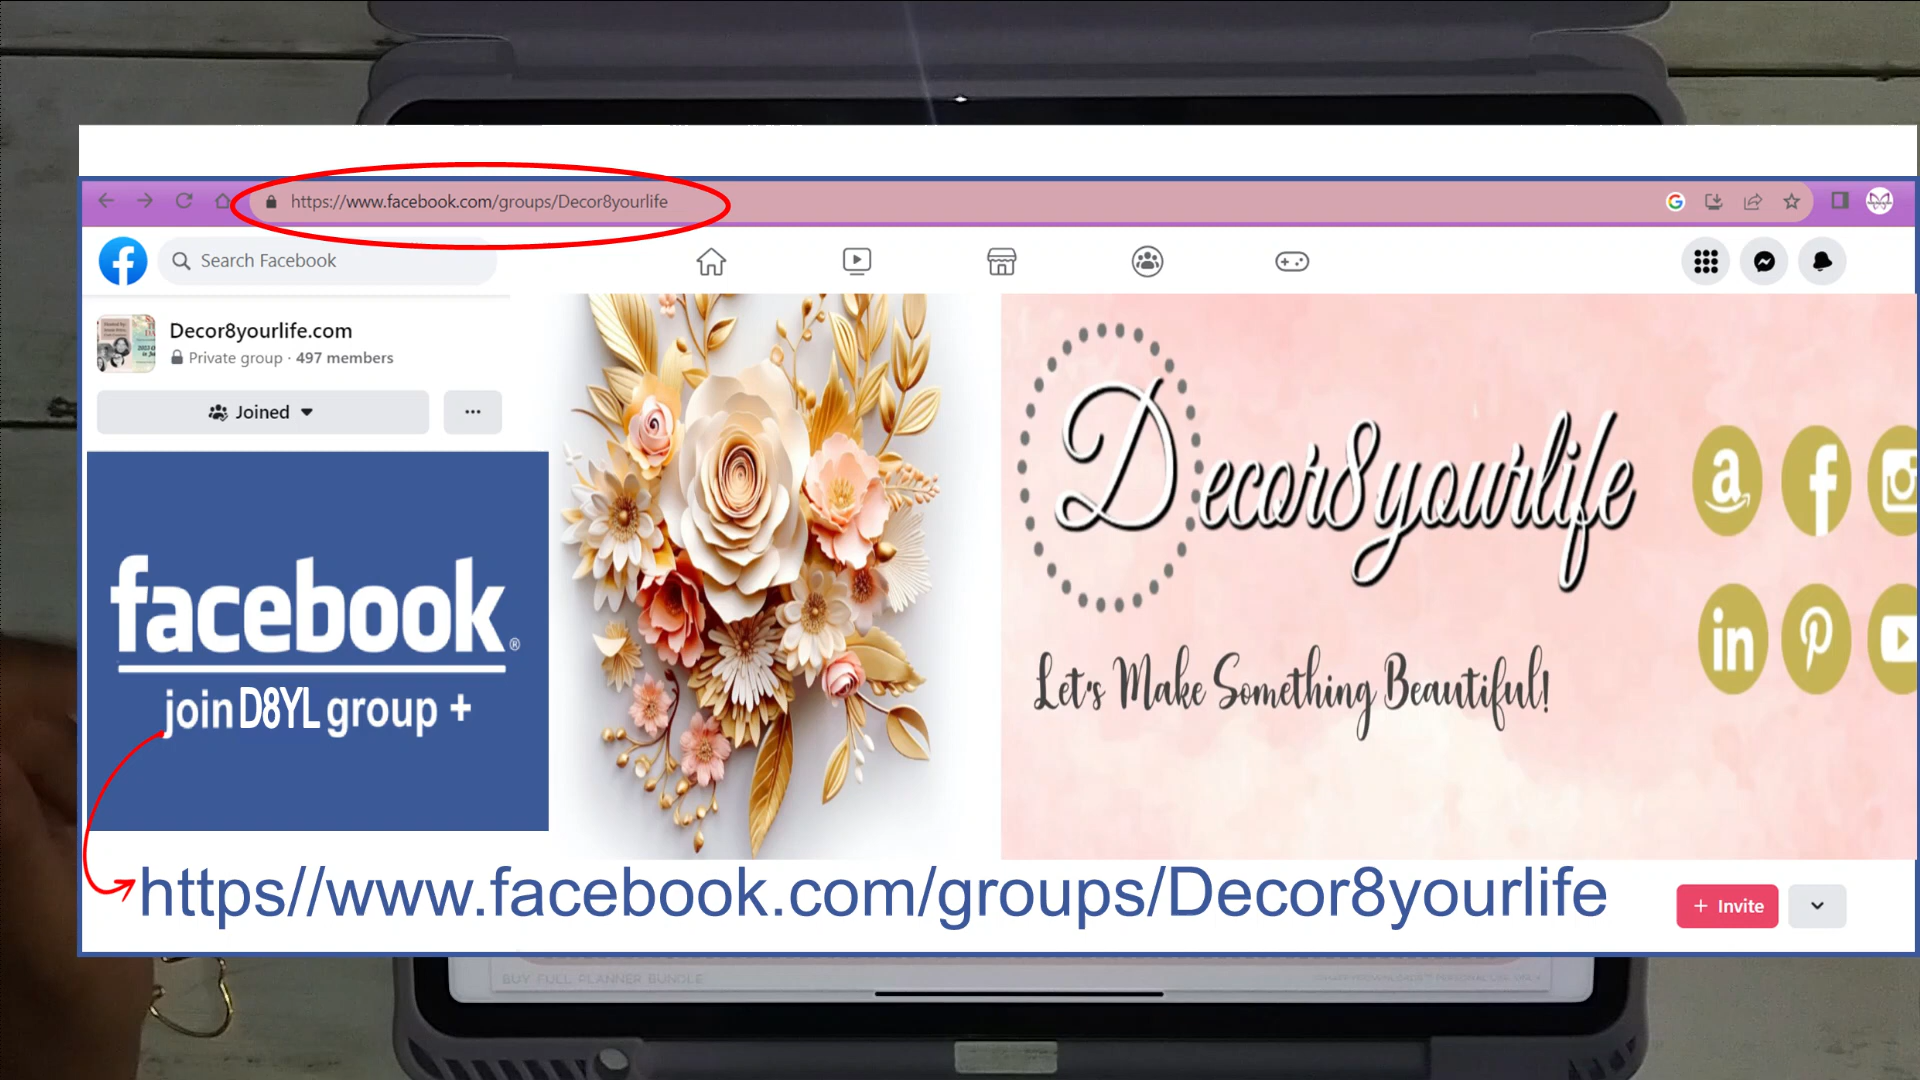 https://www.facebook.com/groups/Decor8yourlife
Search Facebook
Decor8yourlife.com
Private group · 497 members
Joined
facebook®
join D8YL group +
Decor8yourlife
Let's Make Something Beautiful!
https//www.facebook.com/groups/Decor8yourlife
+ Invite
BUY FULL PLANNER BUNDLE